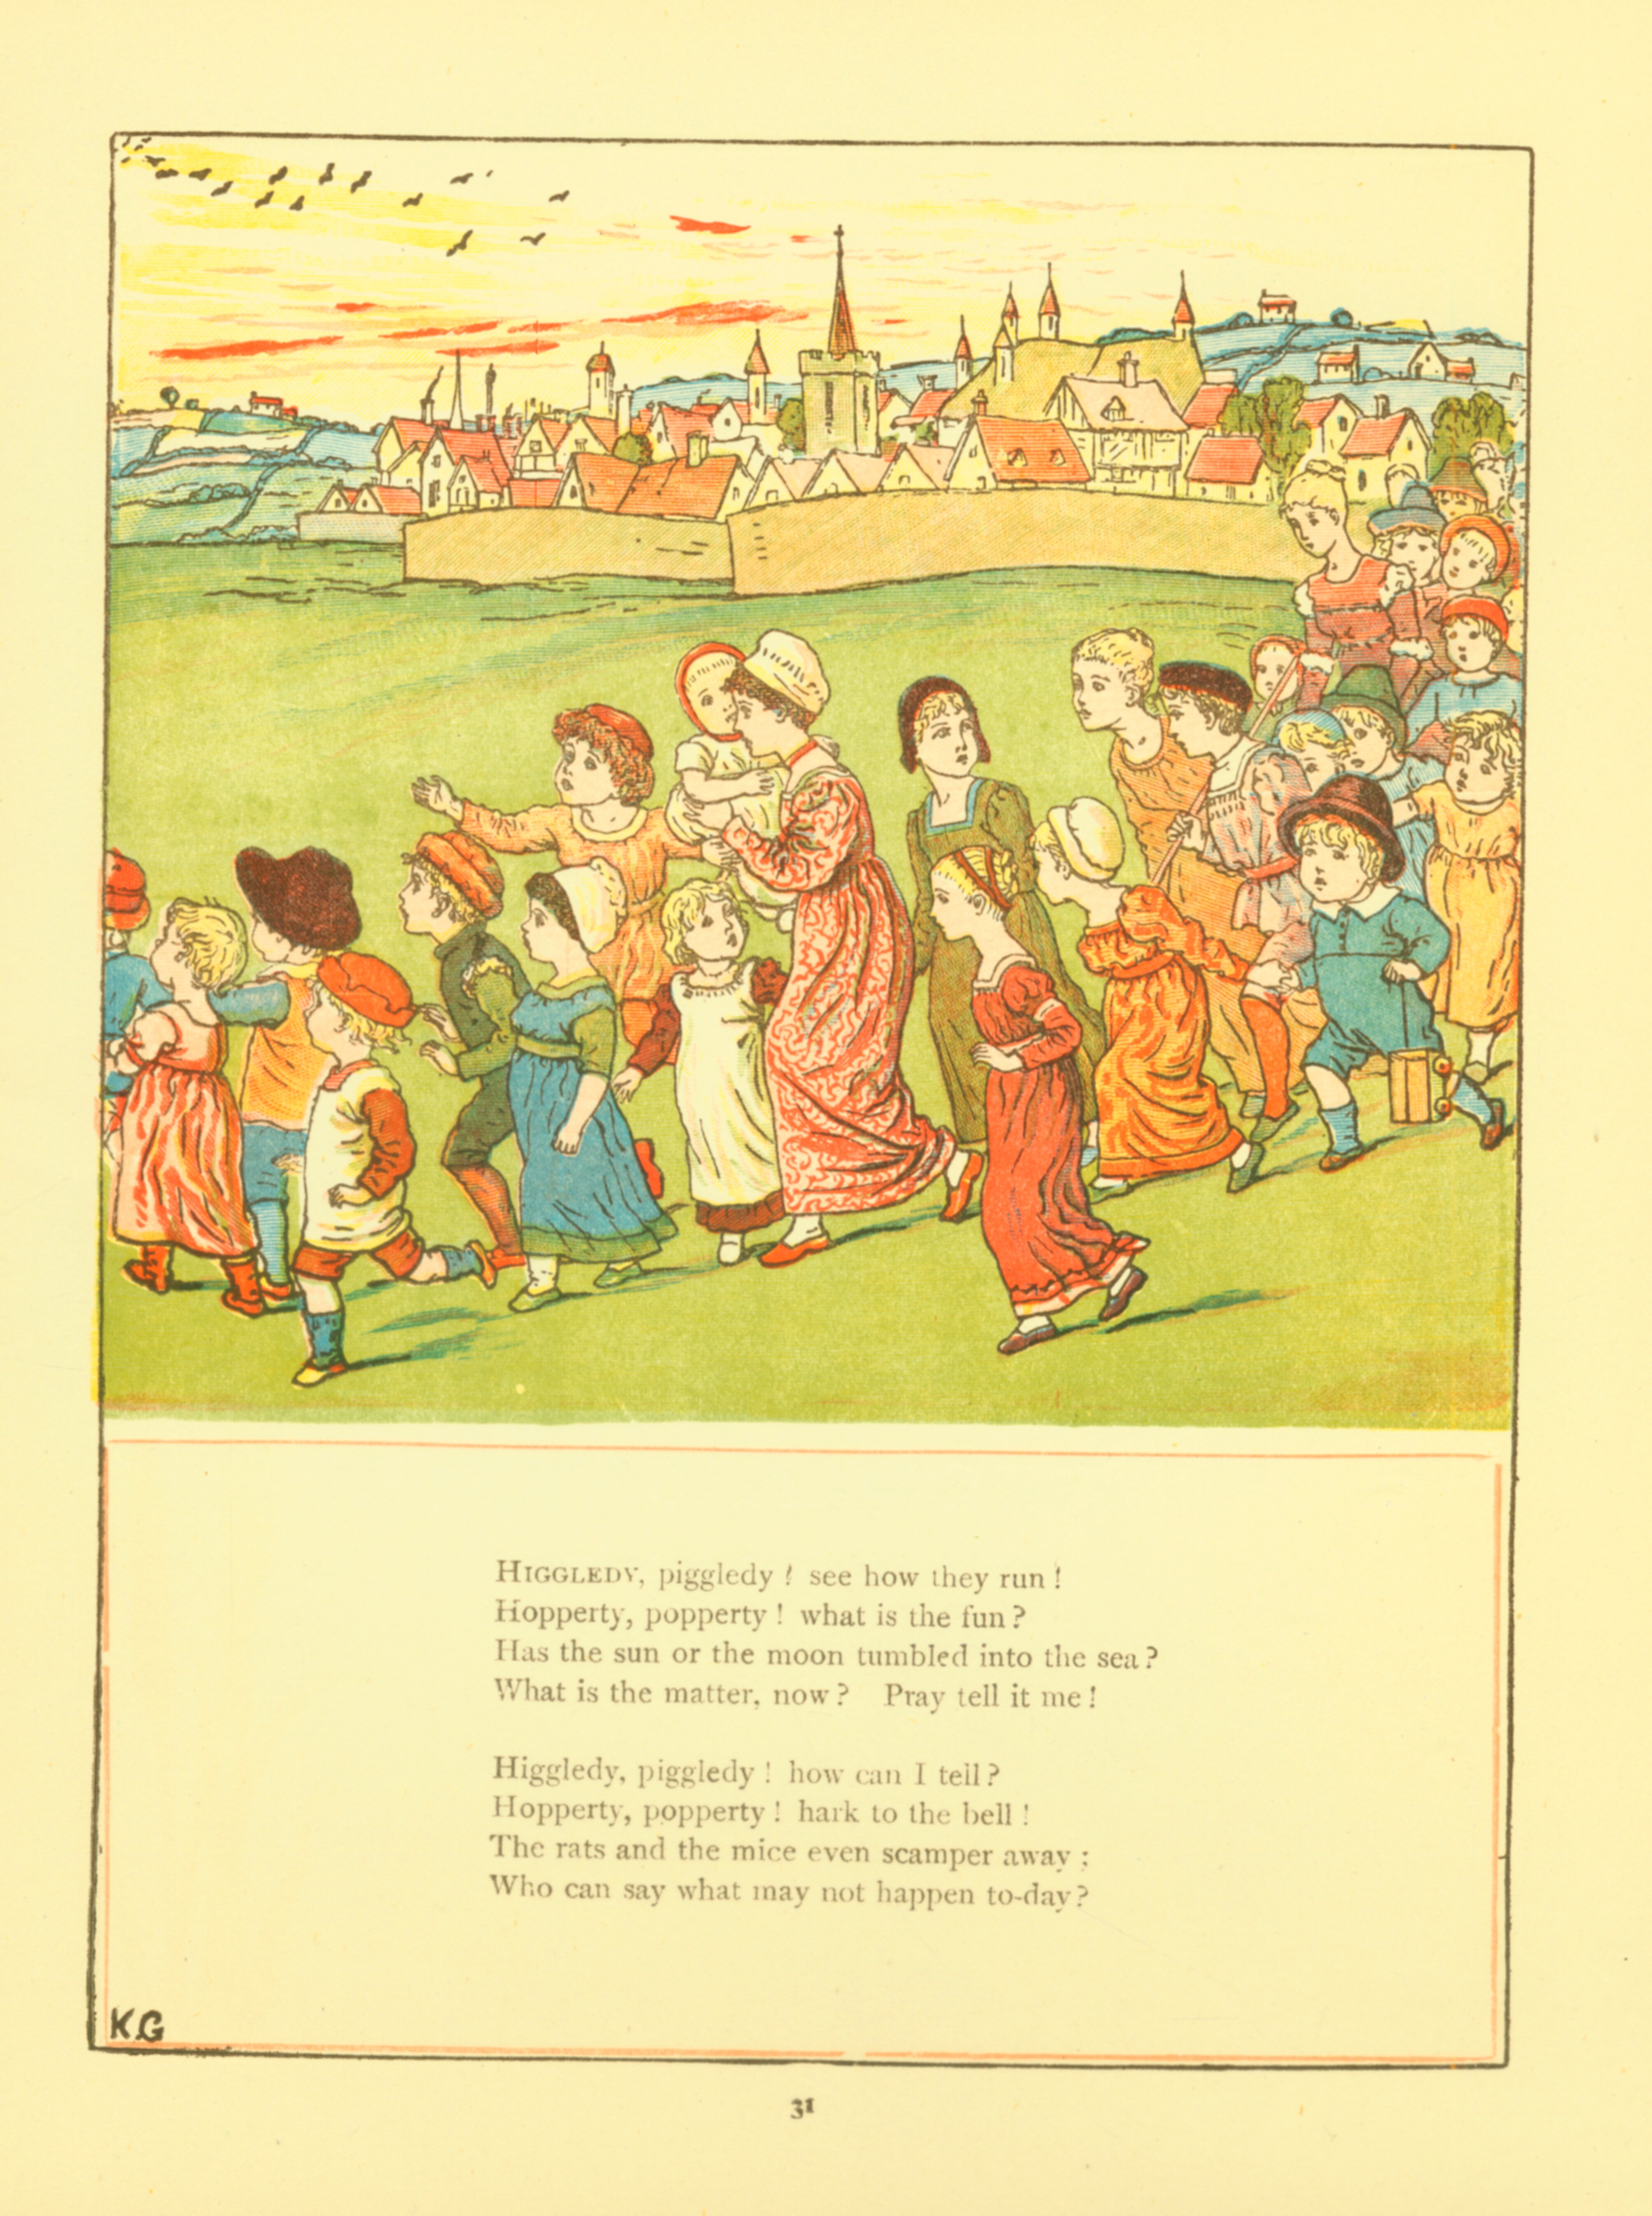 HIGGLEDY, piggledy! see how they run!
Hopperty, popperty! what is the fun?
Has the sun or the moon tumbled into the sea?
What is the matter, now? Pray tell it me!
Higgledy, piggledy! how can I tell?
Hopperty, popperty! hark to the bell!
The rats and the mice even scamper away;
Who can say what may not happen to-day?
KG
31